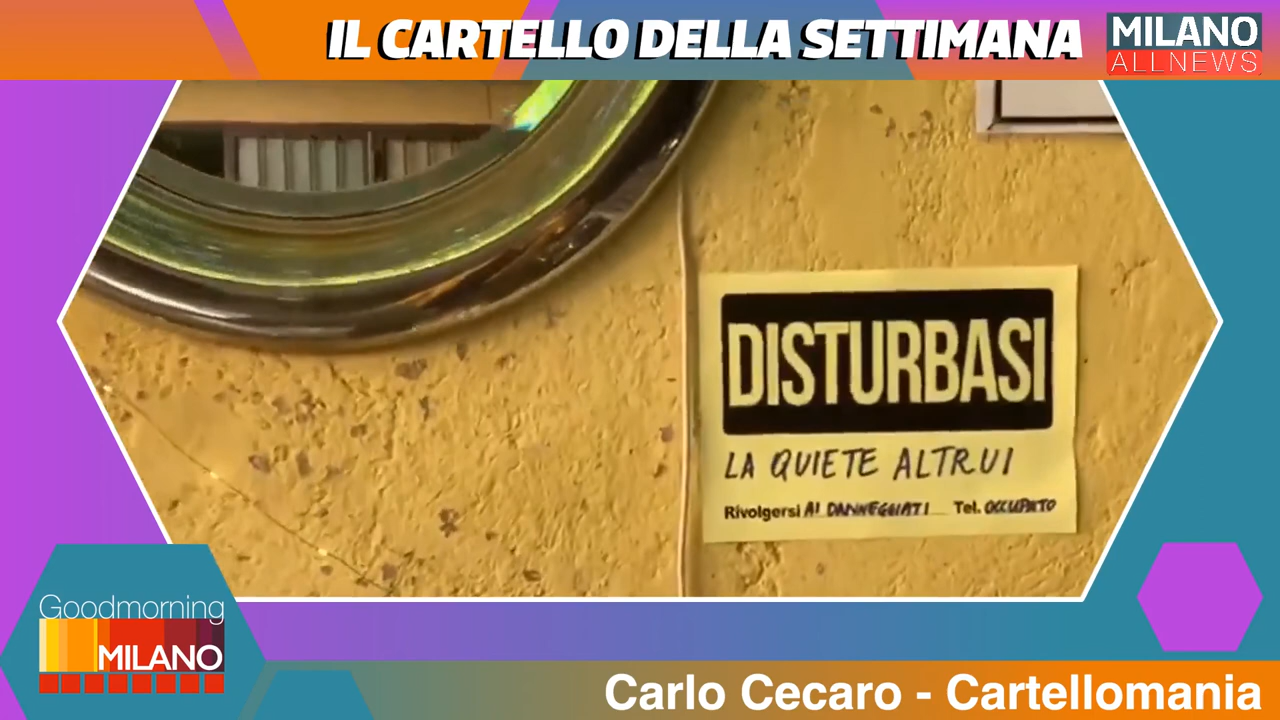 IL CARTELLO DELLA SETTIMANA
MILANO
ALLNEWS
DISTURBASI
LA QUIETE ALTRUI
Rivolgersi AI DANNEGGIATI Tel. OCCUPATO
Goodmorning
MILANO
Carlo Cecaro - Cartellomania